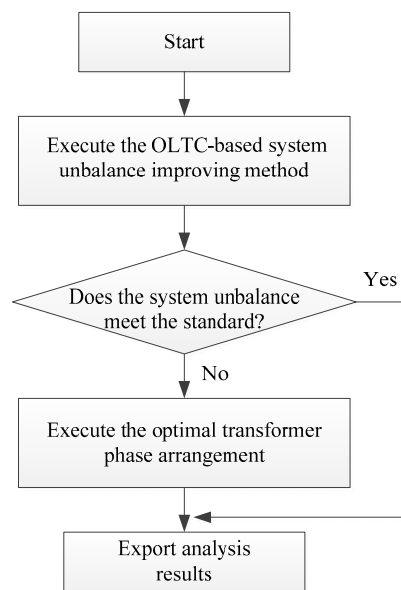 Start
Execute the OLTC-based system
unbalance improving method
Yes
Does the system unbalance
meet the standard?
No
Execute the optimal transformer
phase arrangement
Export analysis
results